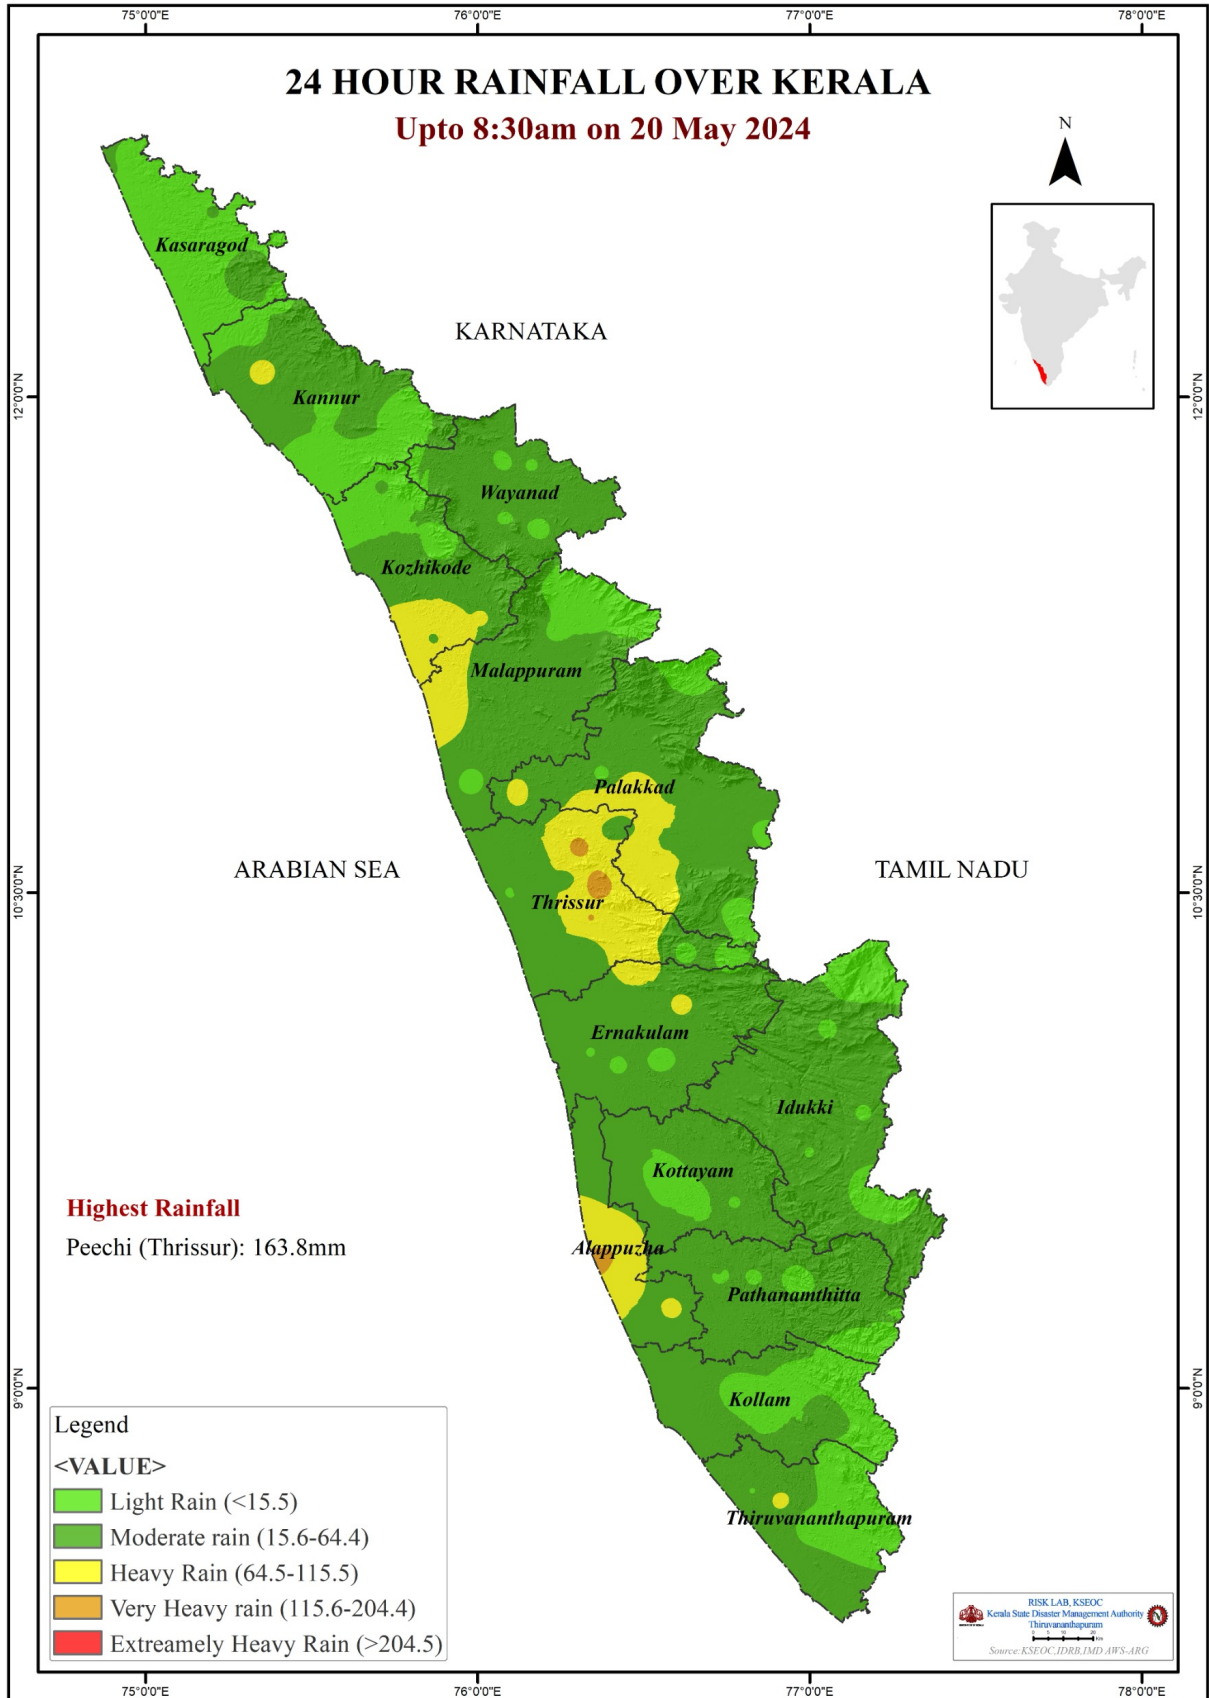 75°0'0"E
76°0'0"E
77°0'0"E
78°0'0"E
24 HOUR RAINFALL OVER KERALA
Upto 8:30am on 20 May 2024
N
Kasaragod
KARNATAKA
12°0'0"N
12°0'0"N
Kannur
Wayanad
Kozhikode
Malappuram
Palakkad
ARABIAN SEA
TAMIL NADU
10°30'0"N
10°30'0"N
Thrissur
Ernakulam
Idukki
Kottayam
Highest Rainfall
Peechi (Thrissur): 163.8mm
Alappuzha
Pathanamthitta
9°0'0"N
9°0'0"N
Kollam
Thiruvananthapuram
Legend
<VALUE>
Light Rain (<15.5)
Moderate rain (15.6-64.4)
Heavy Rain (64.5-115.5)
Very Heavy rain (115.6-204.4)
Extreamely Heavy Rain (>204.5)
RISK LAB, KSEOC
Kerala State Disaster Management Authority
Thiruvananthapuram
Source:KSEOC,IDRB,IMD AWS-ARG
75°0'0"E
76°0'0"E
77°0'0"E
78°0'0"E